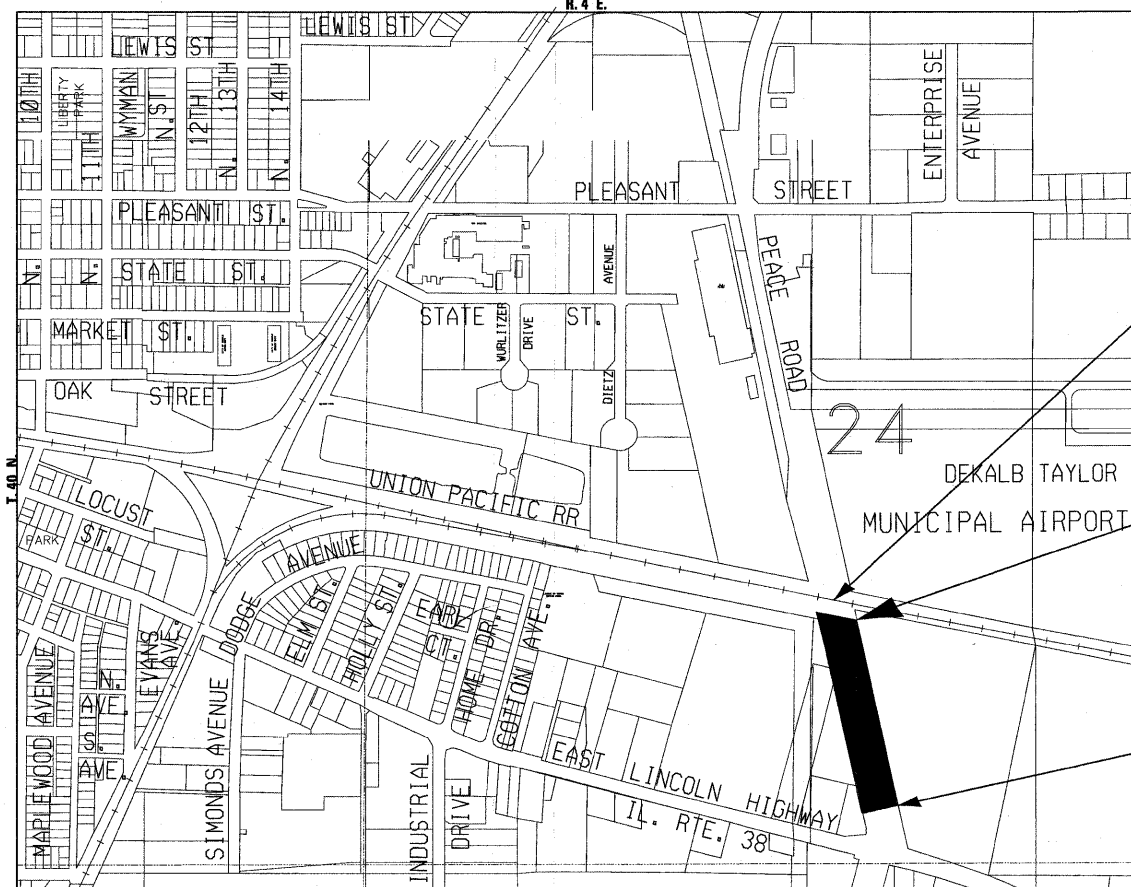 R. 4 E.
T. 40 N.
LEWIS ST
LEWIS ST
10TH
LIBERTY
PARK
11TH
WYMAN
N. ST
12TH
13TH
N.
14TH
N.
ENTERPRISE
AVENUE
PLEASANT STREET
PLEASANT ST.
N.
N.
STATE ST.
AVENUE
PEACE
ROAD
STATE ST.
WURLITZER
DRIVE
MARKET ST.
OAK STREET
DIETZ
24
DEKALB TAYLOR
MUNICIPAL AIRPORT
UNION PACIFIC RR
LOCUST
ST.
PARK
DODGE
AVENUE
ELM ST.
HOLLY ST.
EARL
CT.
HOME DR.
COTTON AVE.
EVANS
AVE.
N.
AVE.
S.
AVE.
MAPLEWOOD AVENUE
SIMONDS AVENUE
INDUSTRIAL
DRIVE
EAST LINCOLN HIGHWAY
IL. RTE. 38